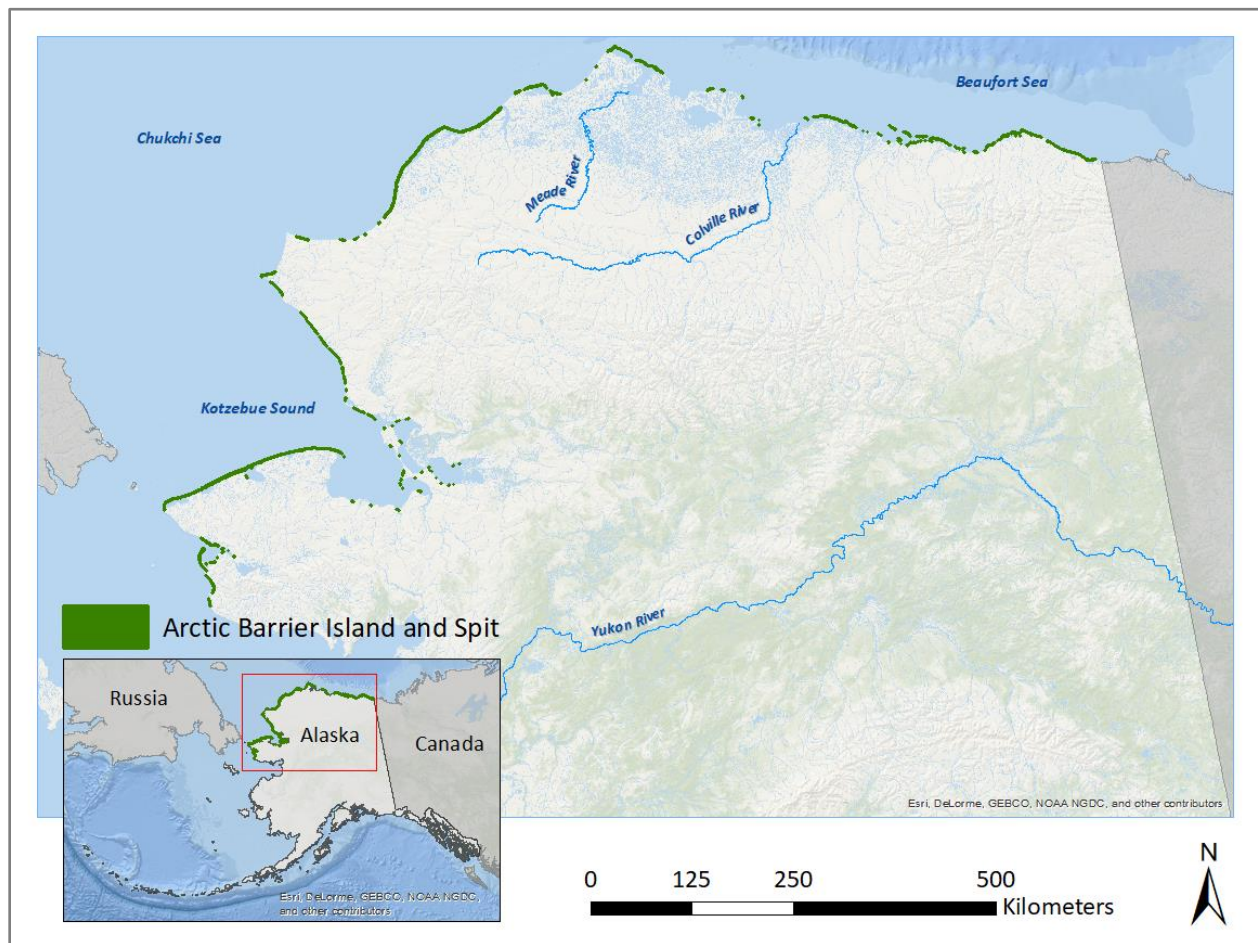 Beaufort Sea
Chukchi Sea
Meade River
Colville River
Kotzebue Sound
Yukon River
Arctic Barrier Island and Spit
Russia
Alaska
Canada
Esri, DeLorme, GEBCO, NOAA NGDC,
and other contributors
Esri, DeLorme, GEBCO, NOAA NGDC, and other contributors
N
0 125 250 500
Kilometers